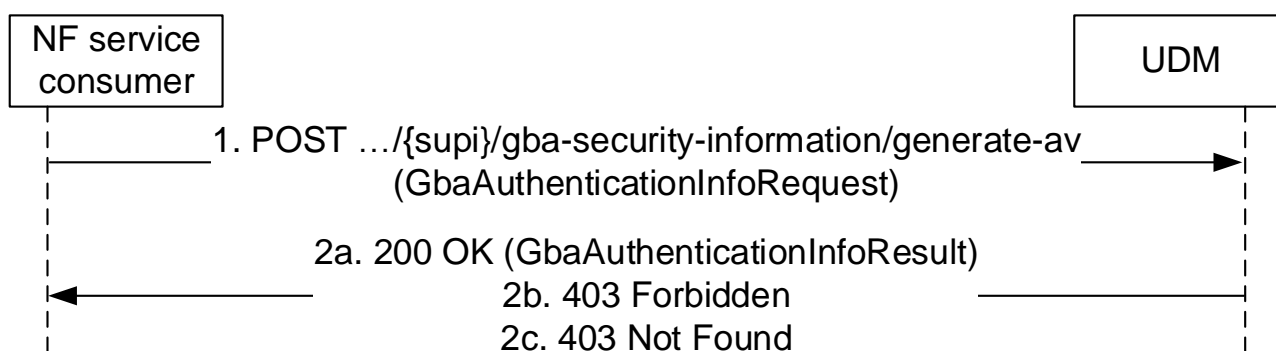 NF service
consumer
UDM
1. POST …/{supi}/gba-security-information/generate-av
(GbaAuthenticationInfoRequest)
2a. 200 OK (GbaAuthenticationInfoResult)
2b. 403 Forbidden
2c. 403 Not Found